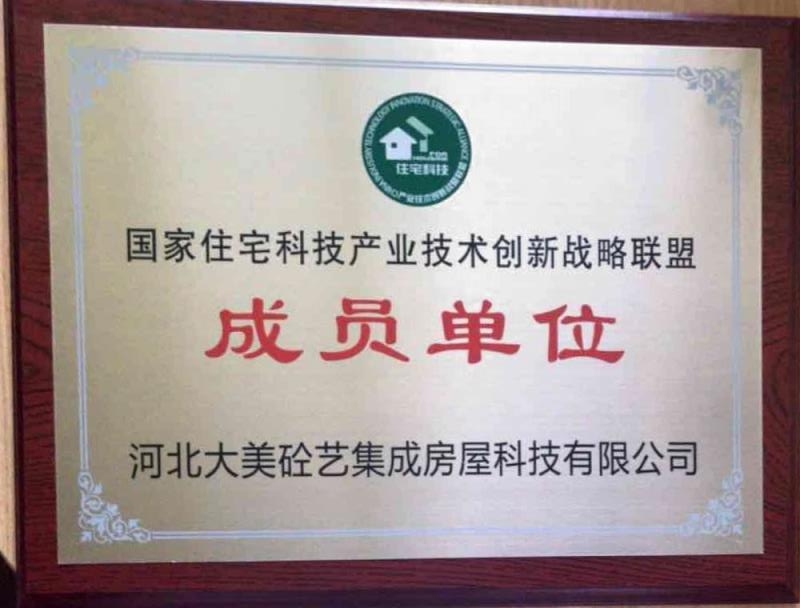 住宅科技
国家住宅科技产业技术创新战略联盟
成员单位
河北大美砼艺集成房屋科技有限公司